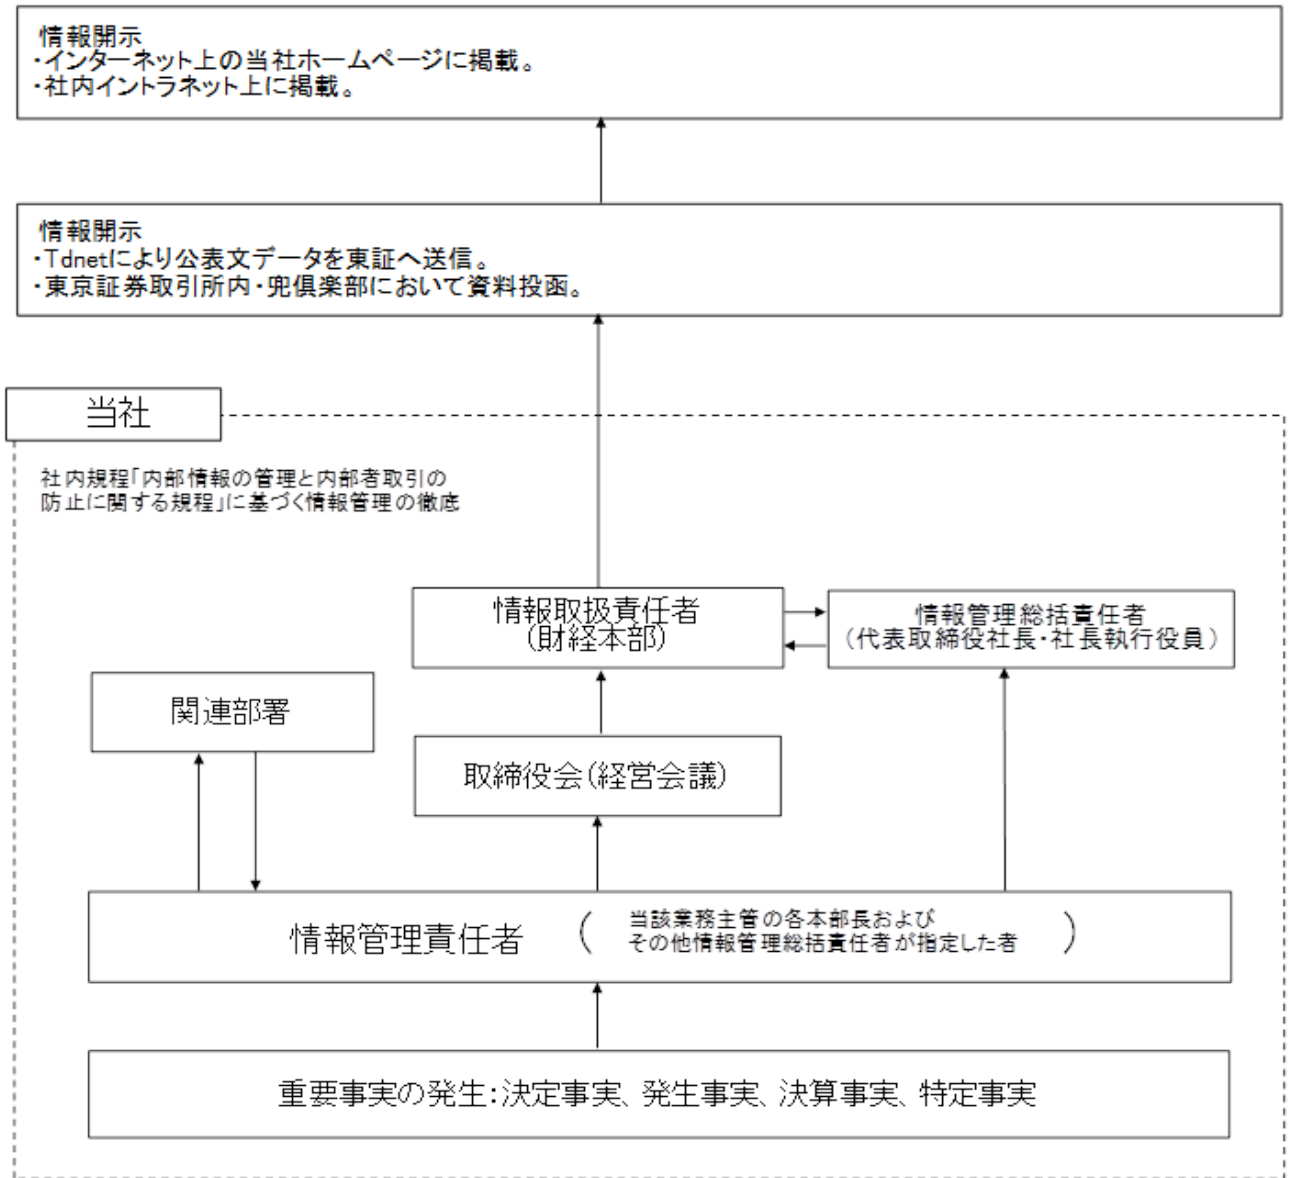 情報開示
・インターネット上の当社ホームページに掲載。
・社内イントラネット上に掲載。
情報開示
・Tdnetにより公表文データを東証へ送信。
・東京証券取引所内・兜倶楽部において資料投函。
当社
社内規程「内部情報の管理と内部者取引の
防止に関する規程」に基づく情報管理の徹底
情報取扱責任者
(財経本部)
情報管理総括責任者
(代表取締役社長・社長執行役員)
関連部署
取締役会(経営会議)
情報管理責任者
( 当該業務主管の各本部長および
その他情報管理総括責任者が指定した者 )
重要事実の発生:決定事実、発生事実、決算事実、特定事実